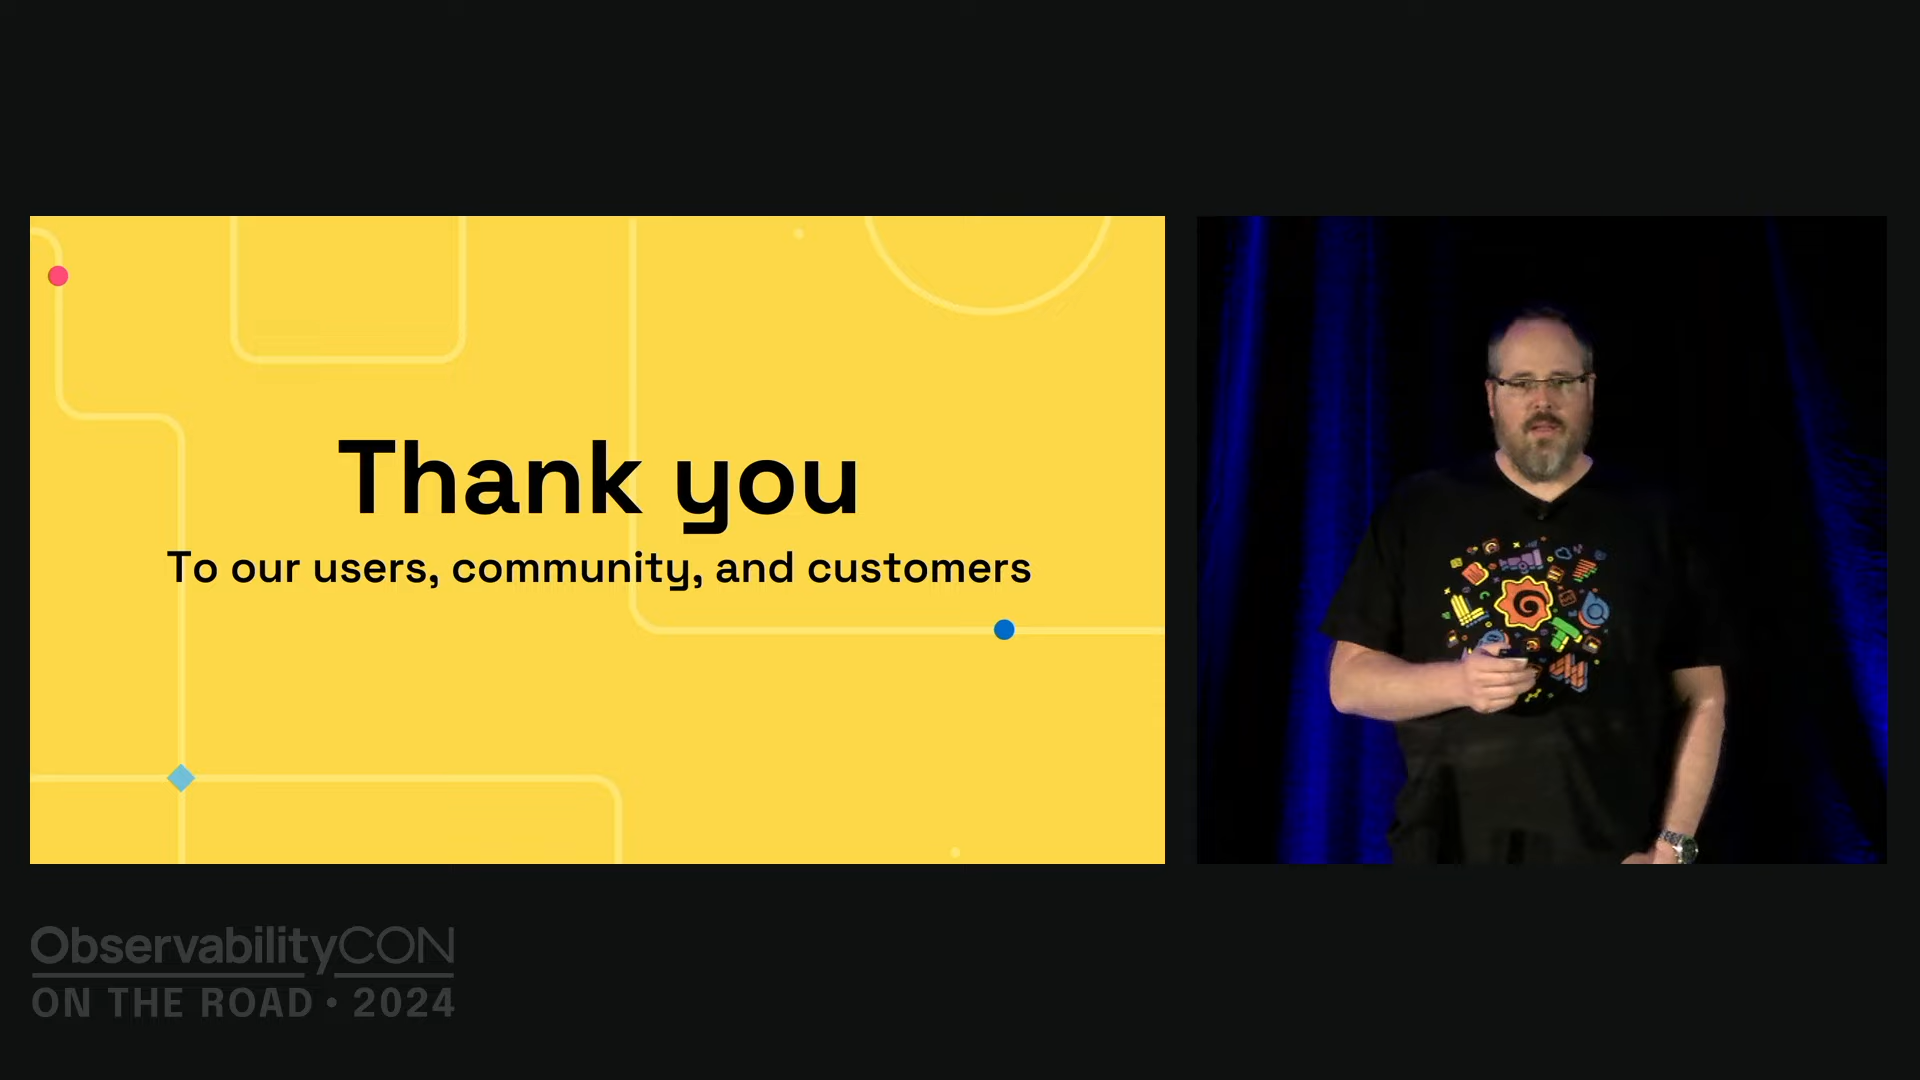 Thank you
To our users, community, and customers
ObservabilityCON
ON THE ROAD • 2024